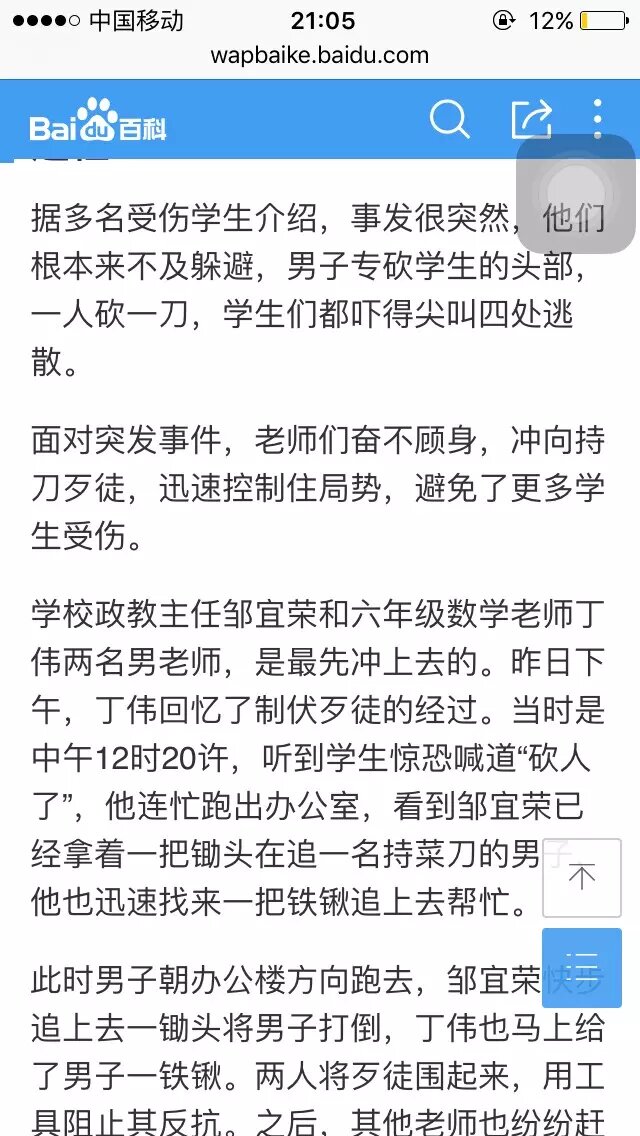 中国移动 21:05 12%
wapbaike.baidu.com
Bai du 百科
据多名受伤学生介绍，事发很突然，他们
根本来不及躲避，男子专砍学生的头部，
一人砍一刀，学生们都吓得尖叫四处逃
散。
面对突发事件，老师们奋不顾身，冲向持
刀歹徒，迅速控制住局势，避免了更多学
生受伤。
学校政教主任邹宜荣和六年级数学老师丁
伟两名男老师，是最先冲上去的。昨日下
午，丁伟回忆了制伏歹徒的经过。当时是
中午12时20许，听到学生惊恐喊道“砍人
了”，他连忙跑出办公室，看到邹宜荣已
经拿着一把锄头在追一名持菜刀的男子
他也迅速找来一把铁锹追上去帮忙。
此时男子朝办公楼方向跑去，邹宜荣快步
追上去一锄头将男子打倒，丁伟也马上给
了男子一铁锹。两人将歹徒围起来，用工
具阻止其反抗。之后，其他老师也纷纷赶